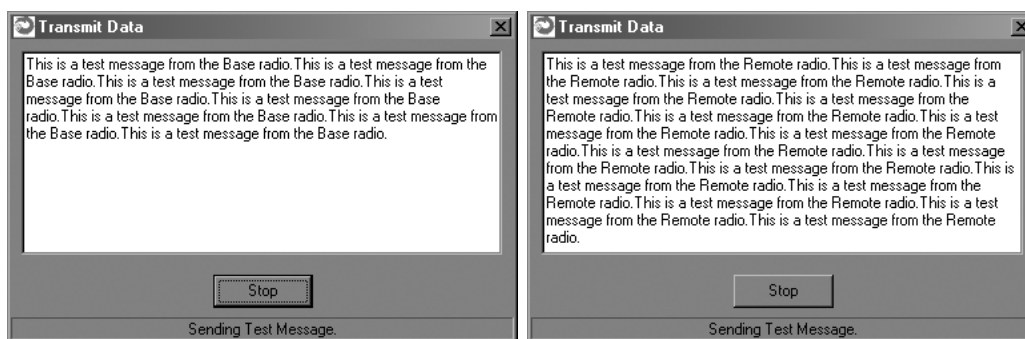 Transmit Data
This is a test message from the Base radio.This is a test message from the
Base radio.This is a test message from the Base radio.This is a test
message from the Base radio.This is a test message from the Base
radio.This is a test message from the Base radio.This is a test message from
the Base radio.This is a test message from the Base radio.
Stop
Sending Test Message.
Transmit Data
This is a test message from the Remote radio.This is a test message from
the Remote radio.This is a test message from the Remote radio.This is a
test message from the Remote radio.This is a test message from the
Remote radio.This is a test message from the Remote radio.This is a test
message from the Remote radio.This is a test message from the Remote
radio.This is a test message from the Remote radio.This is a test message
from the Remote radio.This is a test message from the Remote radio.This is
a test message from the Remote radio.This is a test message from the
Remote radio.This is a test message from the Remote radio.This is a test
message from the Remote radio.This is a test message from the Remote
radio.
Stop
Sending Test Message.